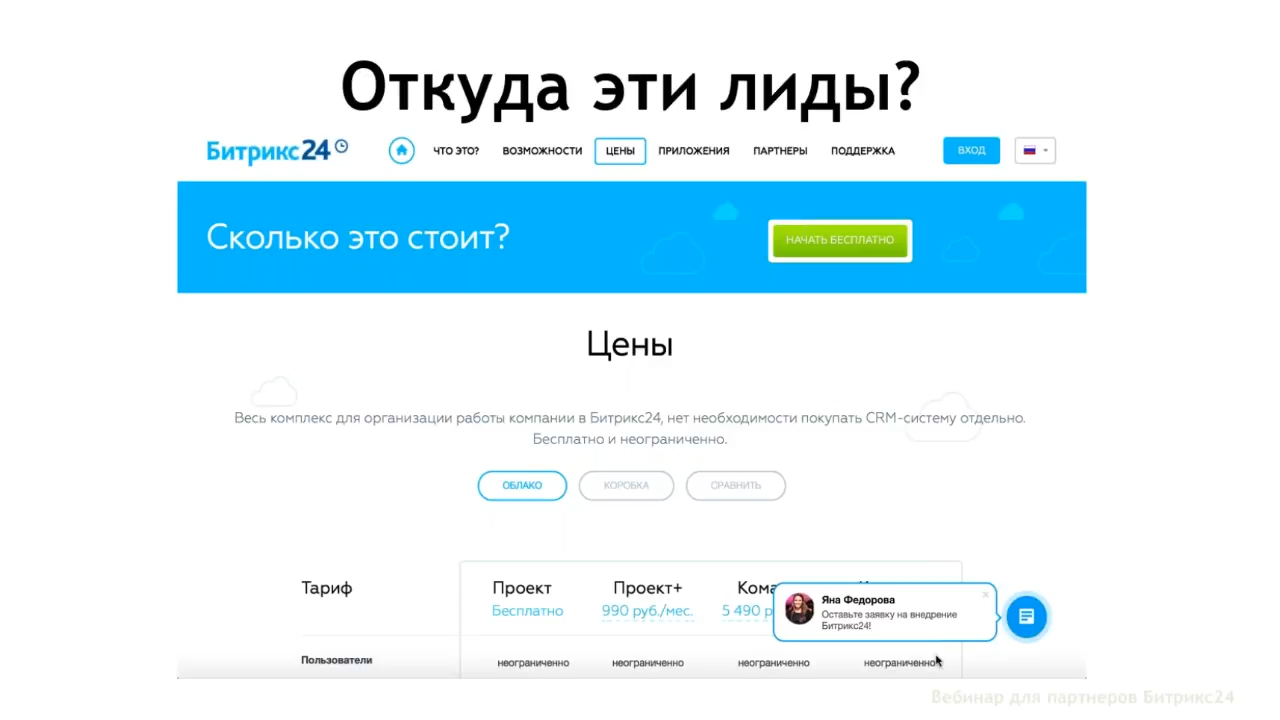 Откуда эти лиды?
Битрикс24
ЧТО ЭТО? ВОЗМОЖНОСТИ ЦЕНЫ ПРИЛОЖЕНИЯ ПАРТНЕРЫ ПОДДЕРЖКА ВХОД
Сколько это стоит?
НАЧАТЬ БЕСПЛАТНО
Цены
Весь комплекс для организации работы компании в Битрикс24, нет необходимости покупать CRM-систему отдельно.
Бесплатно и неограниченно.
ОБЛАКО КОРОБКА СРАВНИТЬ
Тариф Проект Проект+
Бесплатно 990 руб./мес. 5 490
Яна Федорова
Оставьте заявку на внедрение
Битрикс24!
Пользователи неограниченно неограниченно неограниченно неограниченно
Вебинар для партнеров Битрикс24